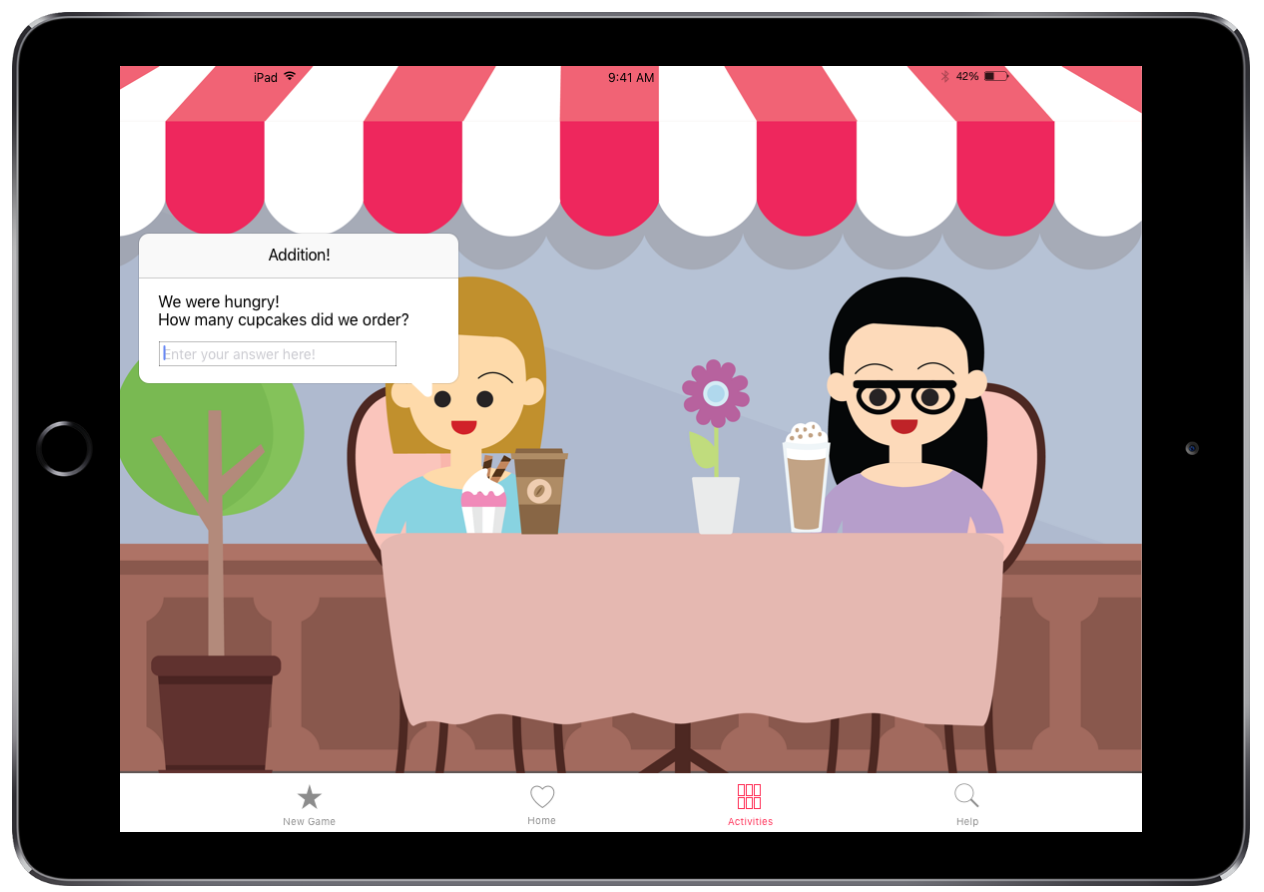 iPad
9:41 AM
42%
Addition!
We were hungry!
How many cupcakes did we order?
Enter your answer here!
New Game
Home
Activities
Help